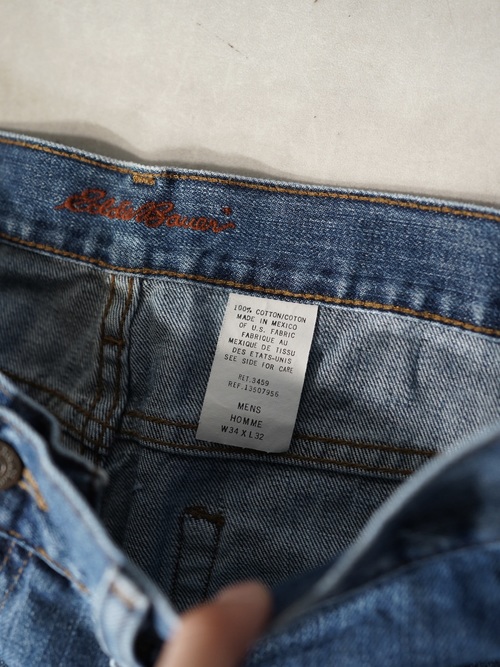 Eddie Bauer
100% COTTON/COTON
MADE IN MEXICO
OF U.S. FABRIC
FABRIQUE AU
MEXIQUE DE TISSU
DES ETATS-UNIS
SEE SIDE FOR CARE
RLT.3459
REF.13507956
MENS
HOMME
W34 X L32